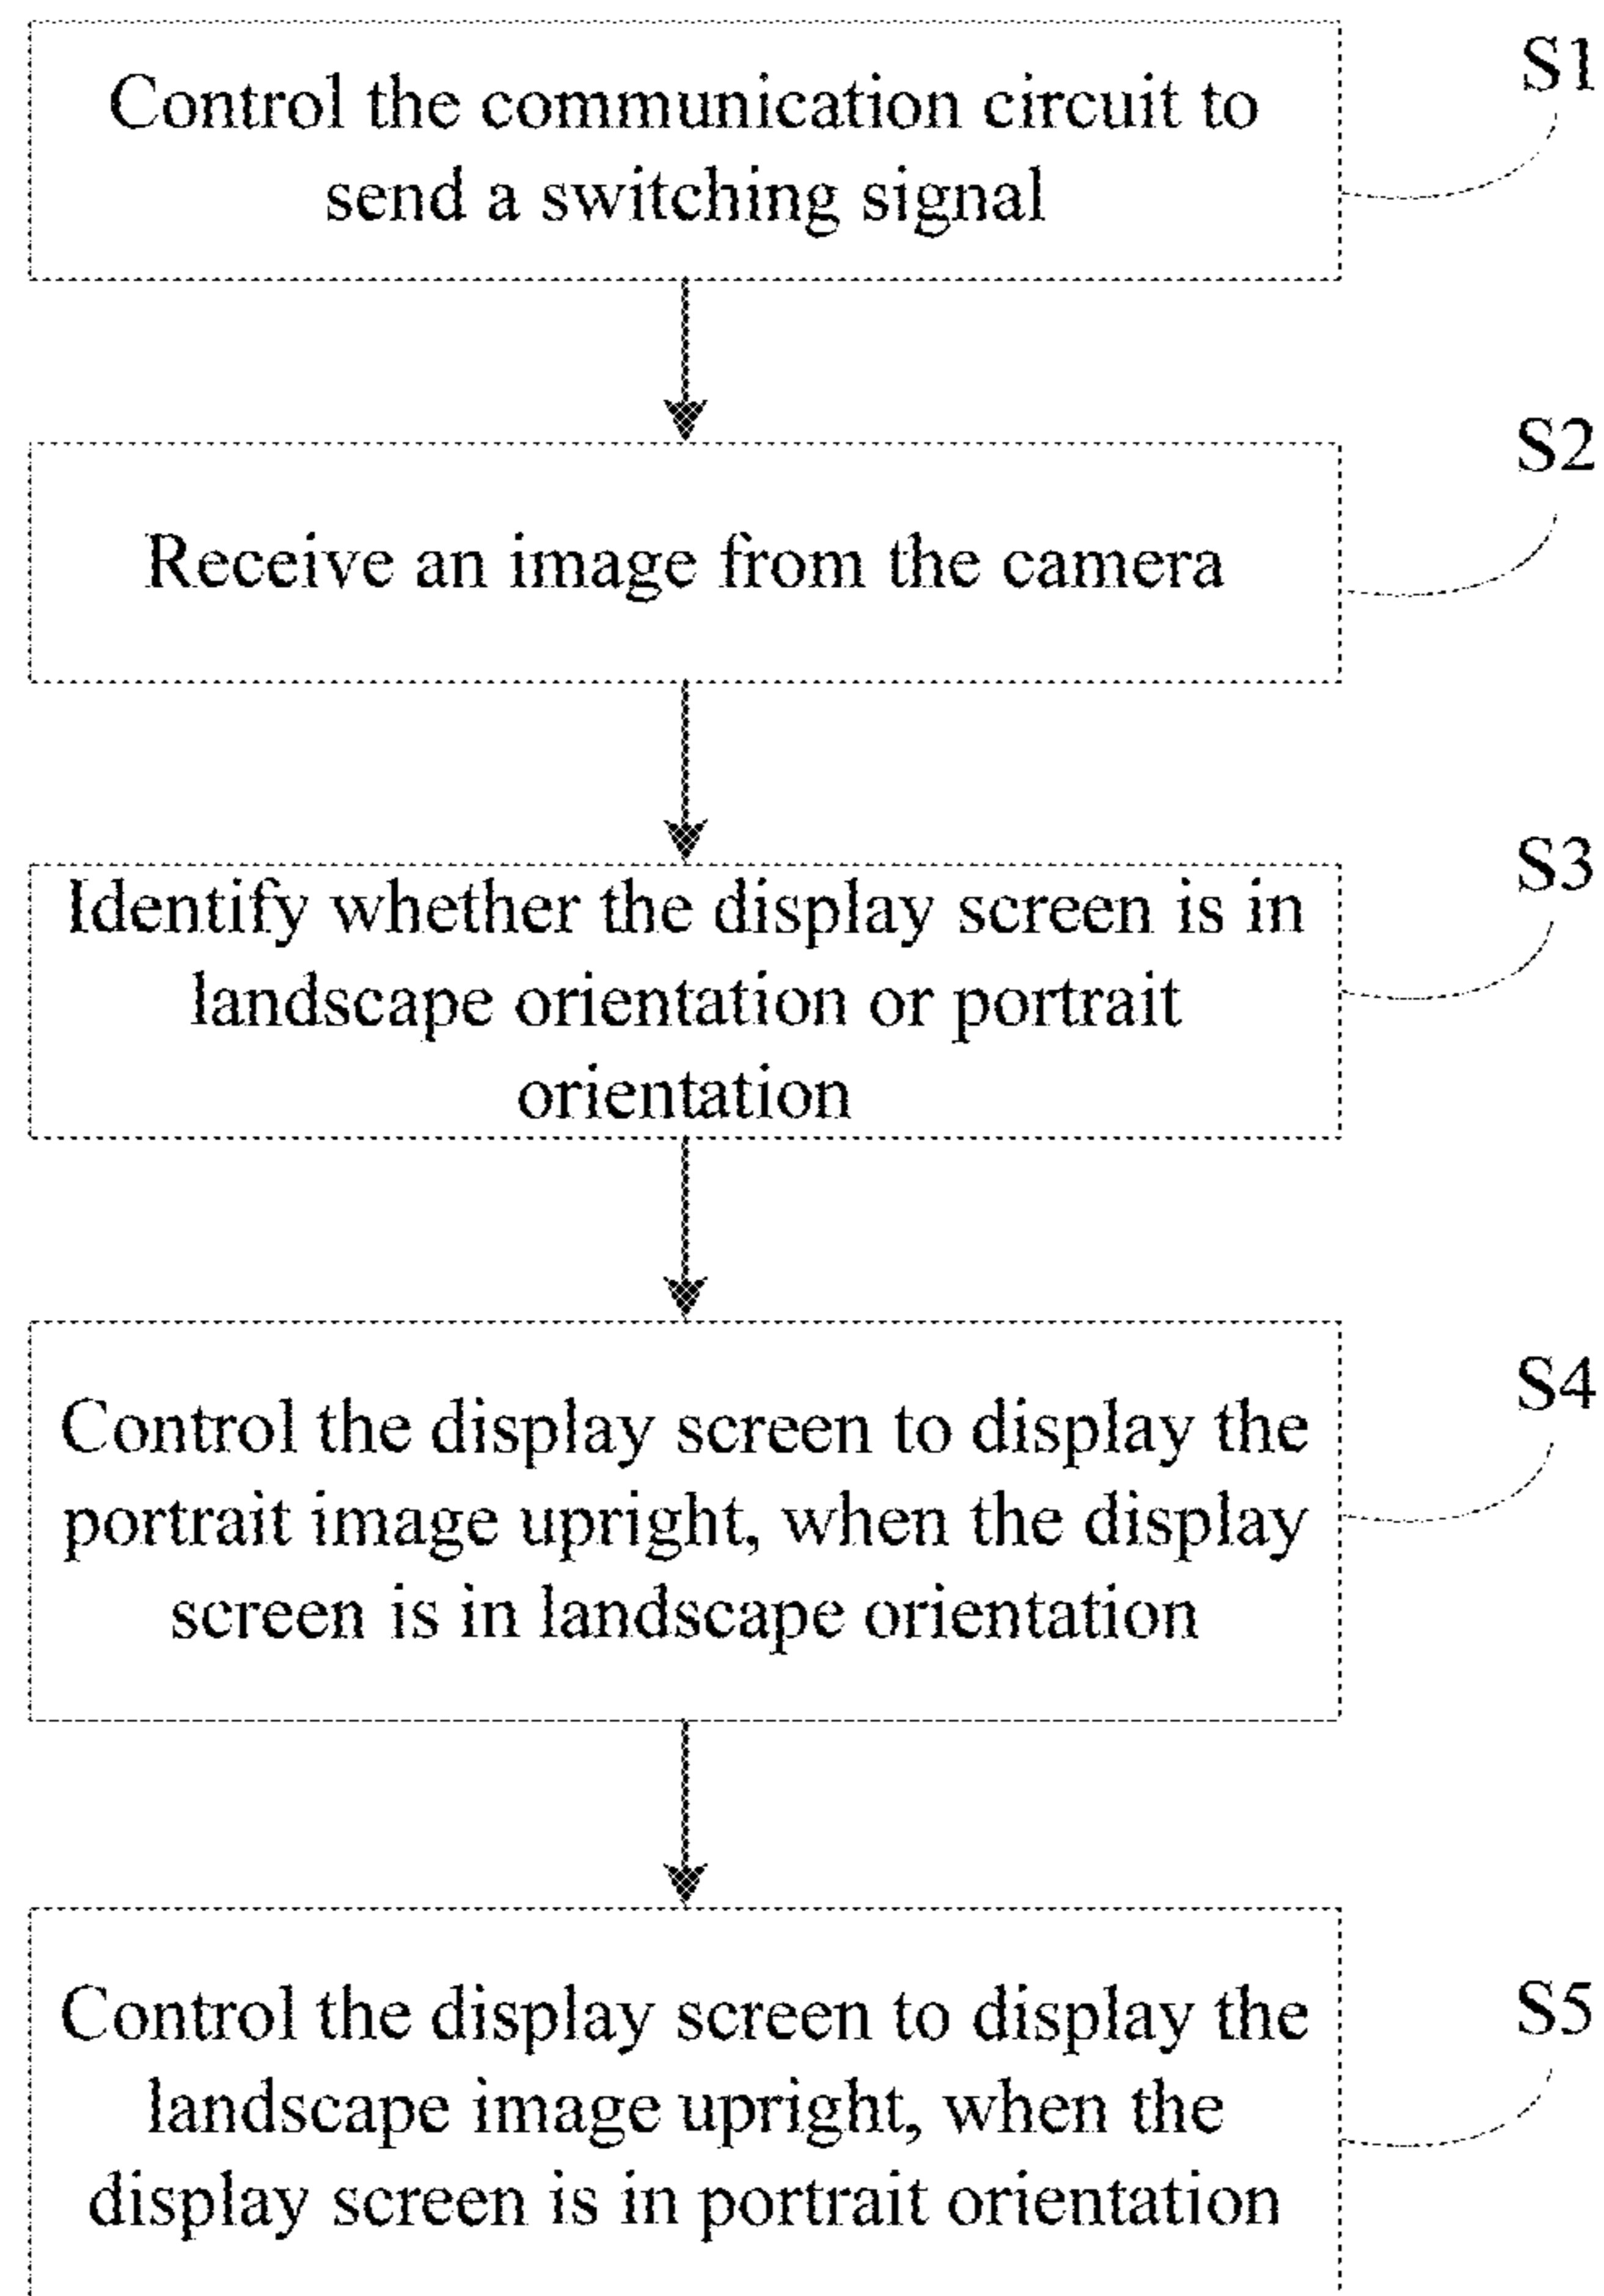 Control the communication circuit to
send a switching signal
S1
Receive an image from the camera
S2
Identify whether the display screen is in
landscape orientation or portrait
orientation
S3
Control the display screen to display the
portrait image upright, when the display
screen is in landscape orientation
S4
Control the display screen to display the
landscape image upright, when the
display screen is in portrait orientation
S5